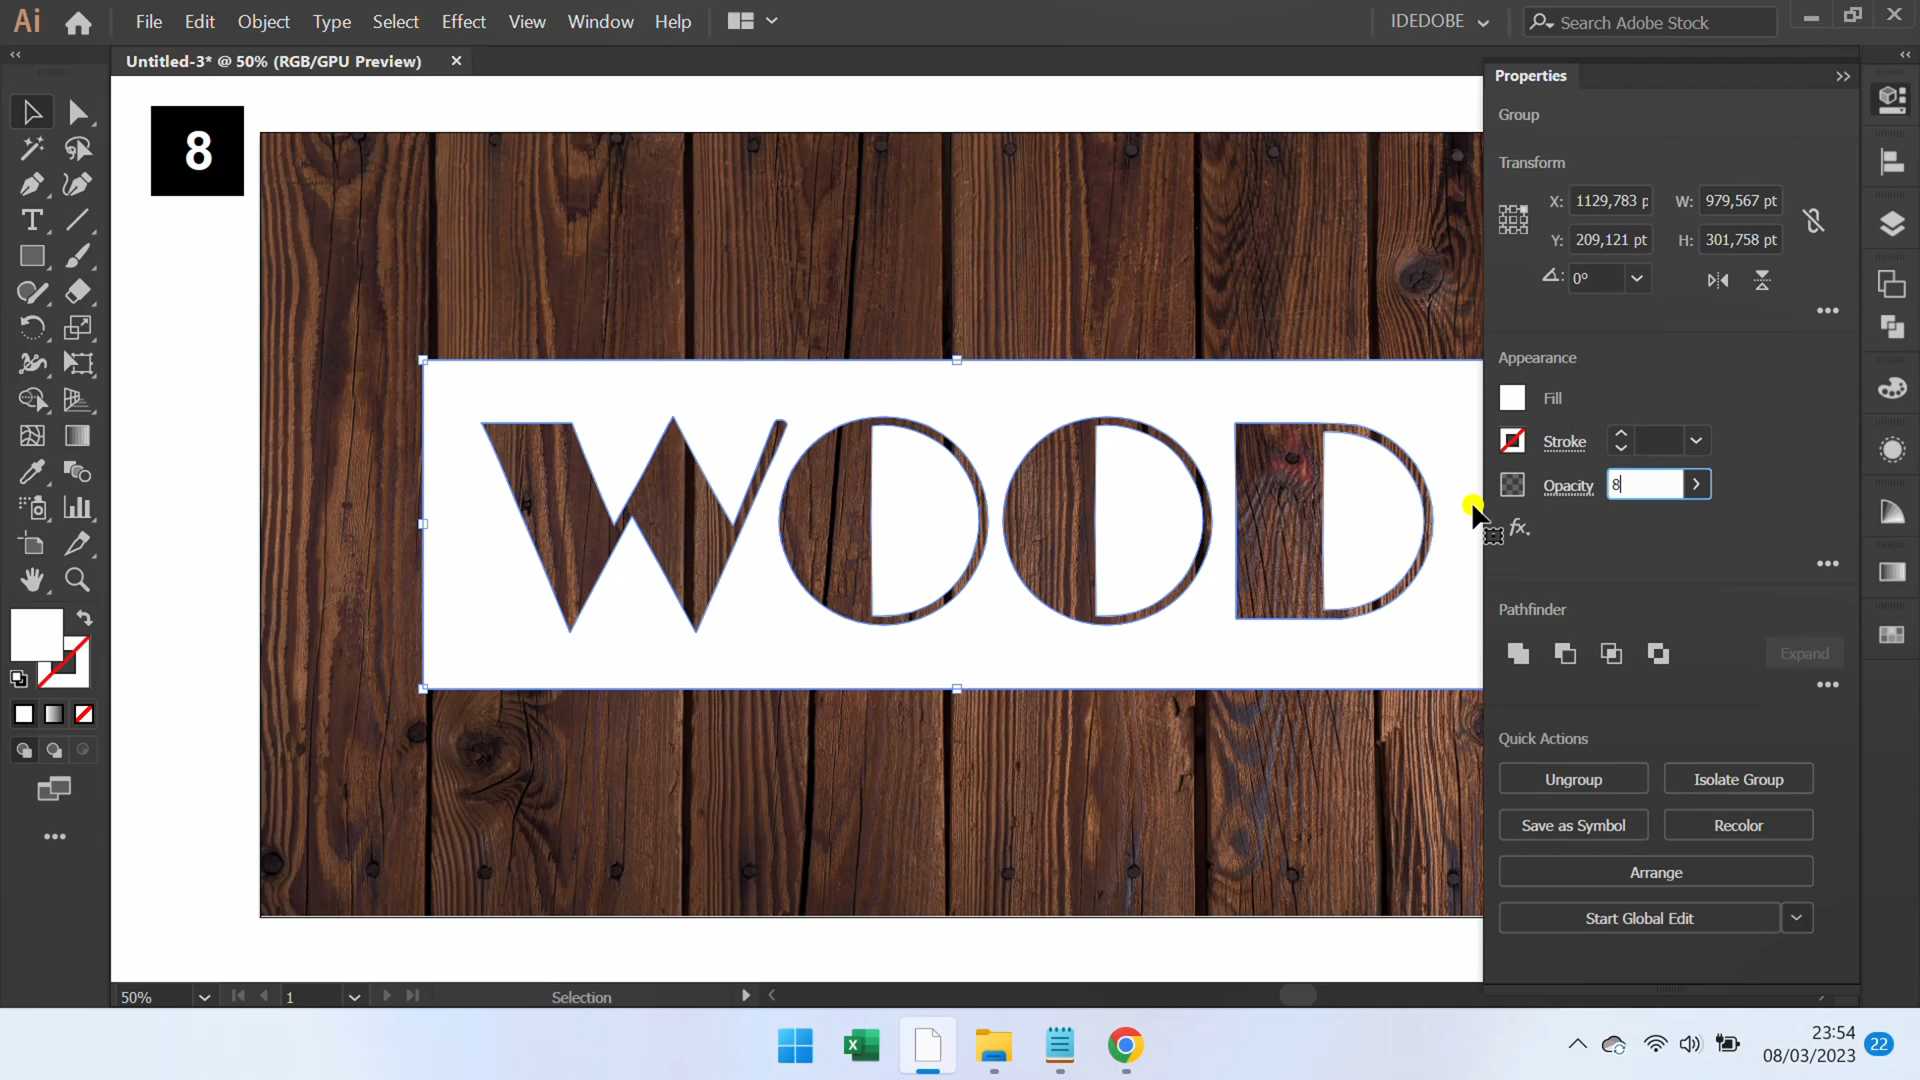 Ai File Edit Object Type Select Effect View Window Help IDEDOBE Search Adobe Stock
Untitled-3* @ 50% (RGB/GPU Preview)
Properties
8
Group
Transform
X: 1129,783 p W: 979,567 pt
Y: 209,121 pt H: 301,758 pt
0°
Appearance
Fill
Stroke
Opacity 8
fx
WOOD
Pathfinder
Expand
Quick Actions
Ungroup Isolate Group
Save as Symbol Recolor
Arrange
Start Global Edit
50% 1 Selection
23:54
08/03/2023 22